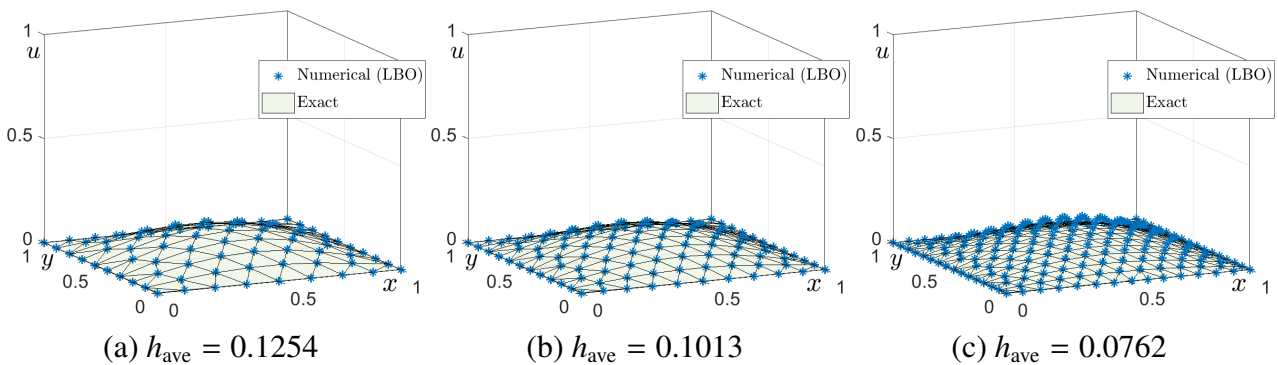 1
u
Numerical (LBO)
Exact
0.5
0
1
y
0.5
0
0
0.5
x
1
(a) h_ave = 0.1254
1
u
Numerical (LBO)
Exact
0.5
0
1
y
0.5
0
0
0.5
x
1
(b) h_ave = 0.1013
1
u
Numerical (LBO)
Exact
0.5
0
1
y
0.5
0
0
0.5
x
1
(c) h_ave = 0.0762